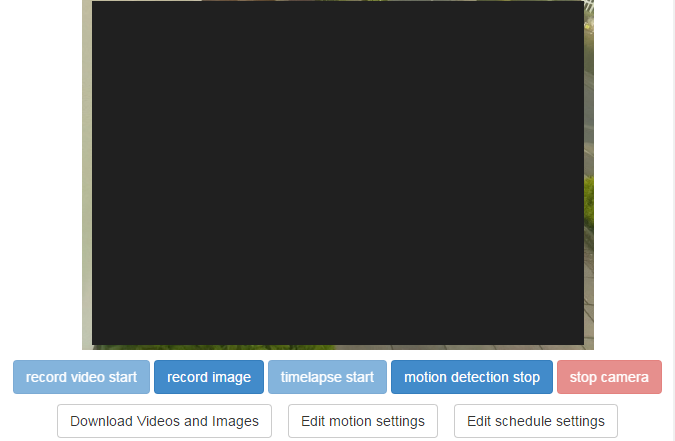 record video start record image timelapse start motion detection stop stop camera
Download Videos and Images Edit motion settings Edit schedule settings